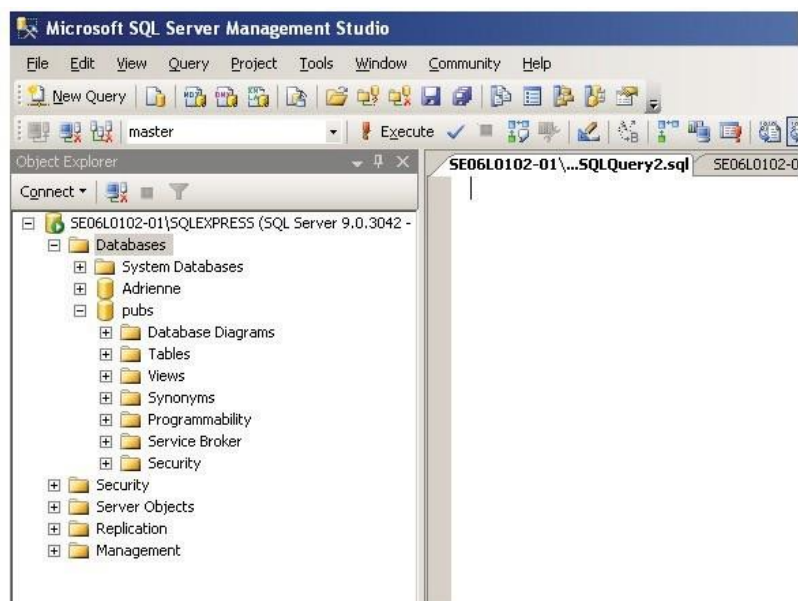 Microsoft SQL Server Management Studio
File Edit View Query Project Tools Window Community Help
New Query
master Execute
Object Explorer
SE06L0102-01\...SQLQuery2.sql SE06L0102-0
Connect
SE06L0102-01\SQLEXPRESS (SQL Server 9.0.3042 -
Databases
System Databases
Adrienne
pubs
Database Diagrams
Tables
Views
Synonyms
Programmability
Service Broker
Security
Security
Server Objects
Replication
Management